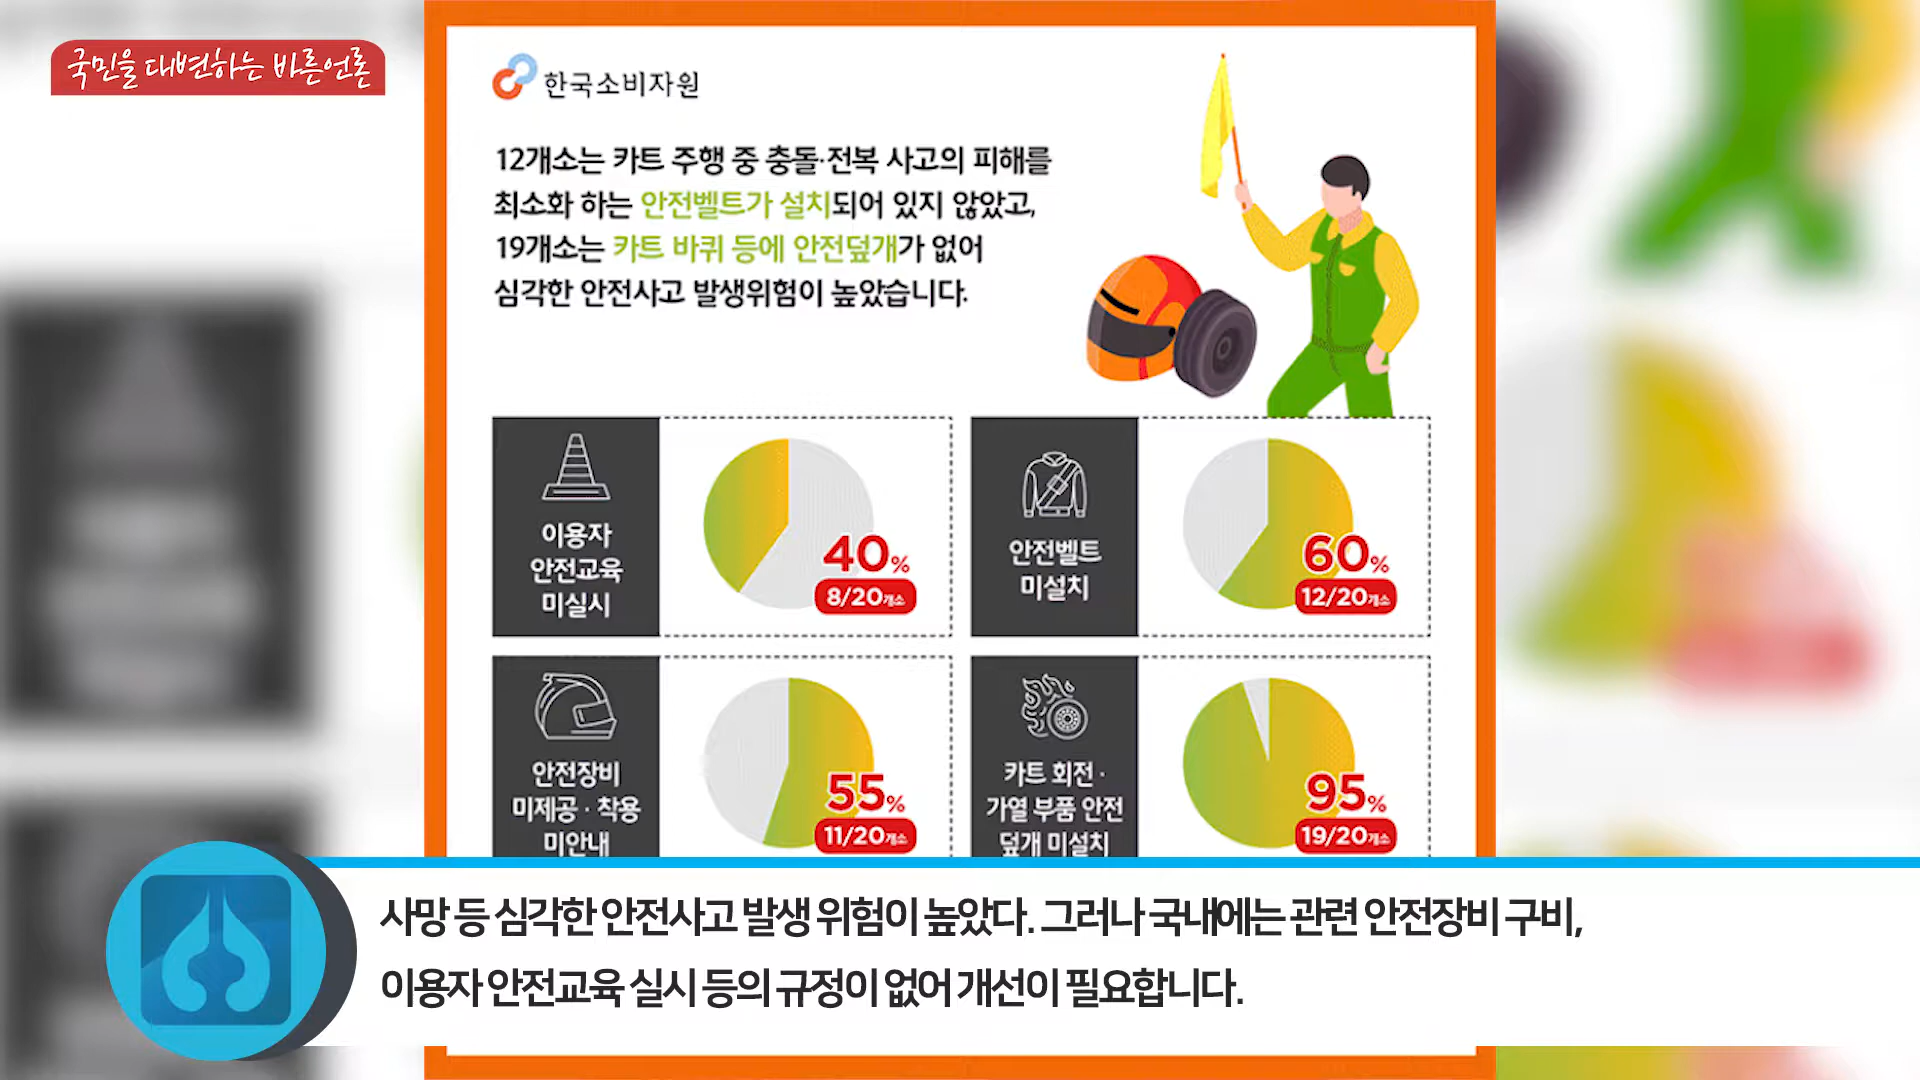 국민을 대변하는 바른언론
한국소비자원
12개소는 카트 주행 중 충돌·전복 사고의 피해를
최소화 하는 안전벨트가 설치되어 있지 않았고,
19개소는 카트 바퀴 등에 안전덮개가 없어
심각한 안전사고 발생위험이 높았습니다.
이용자
안전교육
미실시
40%
8/20개소
안전벨트
미설치
60%
12/20개소
안전장비
미제공 · 착용
미안내
55%
11/20개소
카트 회전 ·
가열 부품 안전
덮개 미설치
95%
19/20개소
사망 등 심각한 안전사고 발생 위험이 높았다. 그러나 국내에는 관련 안전장비 구비,
이용자 안전교육 실시 등의 규정이 없어 개선이 필요합니다.